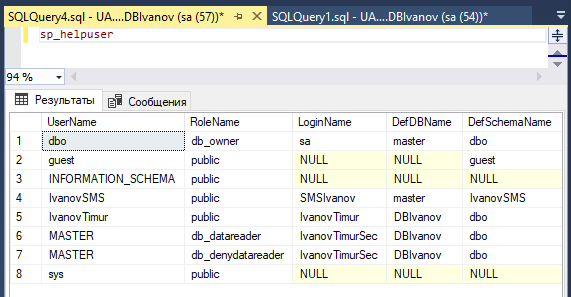 SQLQuery4.sql - UA....DBIvanov (sa (57))* SQLQuery1.sql - UA....DBIvanov (sa (54))*
sp_helpuser
94 %
Результаты Сообщения
UserName RoleName LoginName DefDBName DefSchemaName
1 dbo db_owner sa master dbo
2 guest public NULL NULL guest
3 INFORMATION_SCHEMA public NULL NULL NULL
4 IvanovSMS public SMSIvanov master IvanovSMS
5 IvanovTimur public IvanovTimur DBIvanov dbo
6 MASTER db_datareader IvanovTimurSec DBIvanov dbo
7 MASTER db_denydatareader IvanovTimurSec DBIvanov dbo
8 sys public NULL NULL NULL